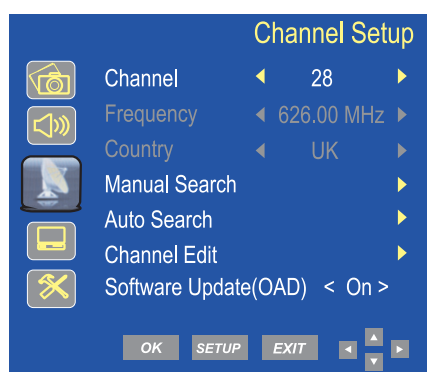 Channel Setup
Channel 28
Frequency 626.00 MHz
Country UK
Manual Search
Auto Search
Channel Edit
Software Update(OAD) < On >
OK SETUP EXIT